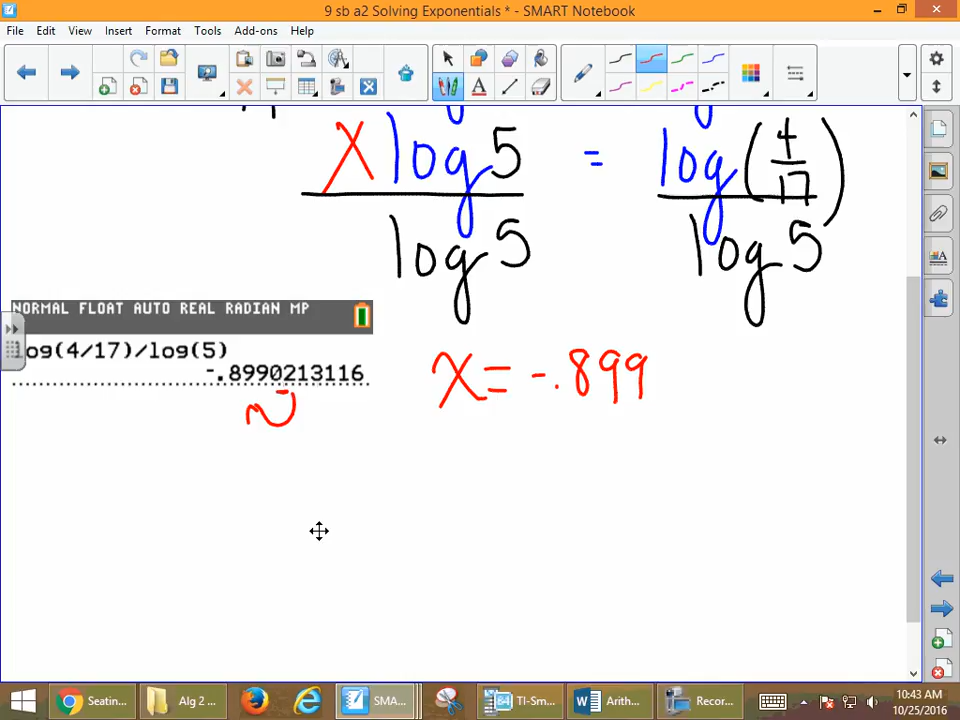 9 sb a2 Solving Exponentials * - SMART Notebook
File Edit View Insert Format Tools Add-ons Help
x log 5 = log(4/17)
log 5 log 5
NORMAL FLOAT AUTO REAL RADIAN MP
log(4/17)/log(5)
-.8990213116
x = -.899
Seatin... Alg 2 ... SMA... TI-Sm... Arith... Recor...
10:43 AM
10/25/2016